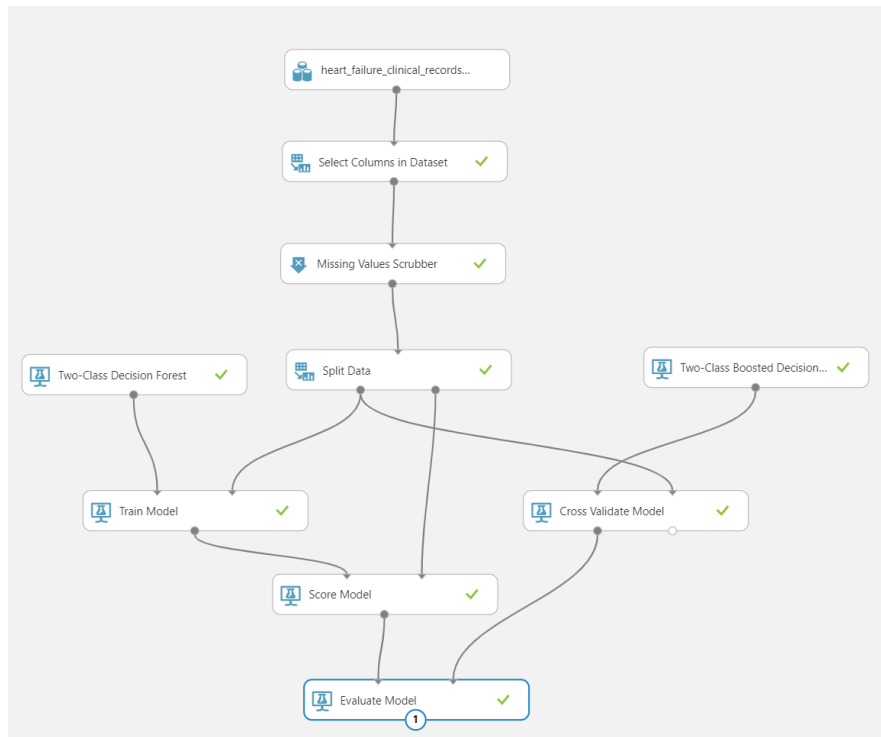 heart_failure_clinical_records...
Select Columns in Dataset
Missing Values Scrubber
Two-Class Decision Forest
Split Data
Two-Class Boosted Decision...
Train Model
Cross Validate Model
Score Model
Evaluate Model
1